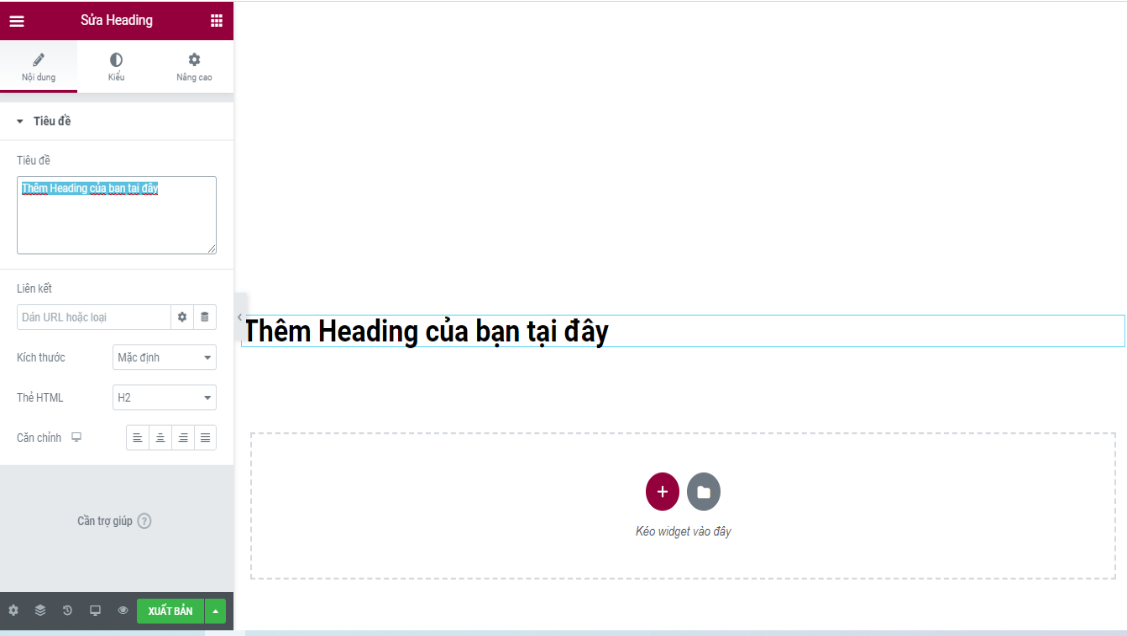 Sửa Heading
Nội dung
Kiểu
Nâng cao
Tiêu đề
Tiêu đề
Thêm Heading của bạn tại đây
Liên kết
Dán URL hoặc loại
Kích thước
Mặc định
Thẻ HTML
H2
Căn chỉnh
Cần trợ giúp
XUẤT BẢN
Thêm Heading của bạn tại đây
Kéo widget vào đây